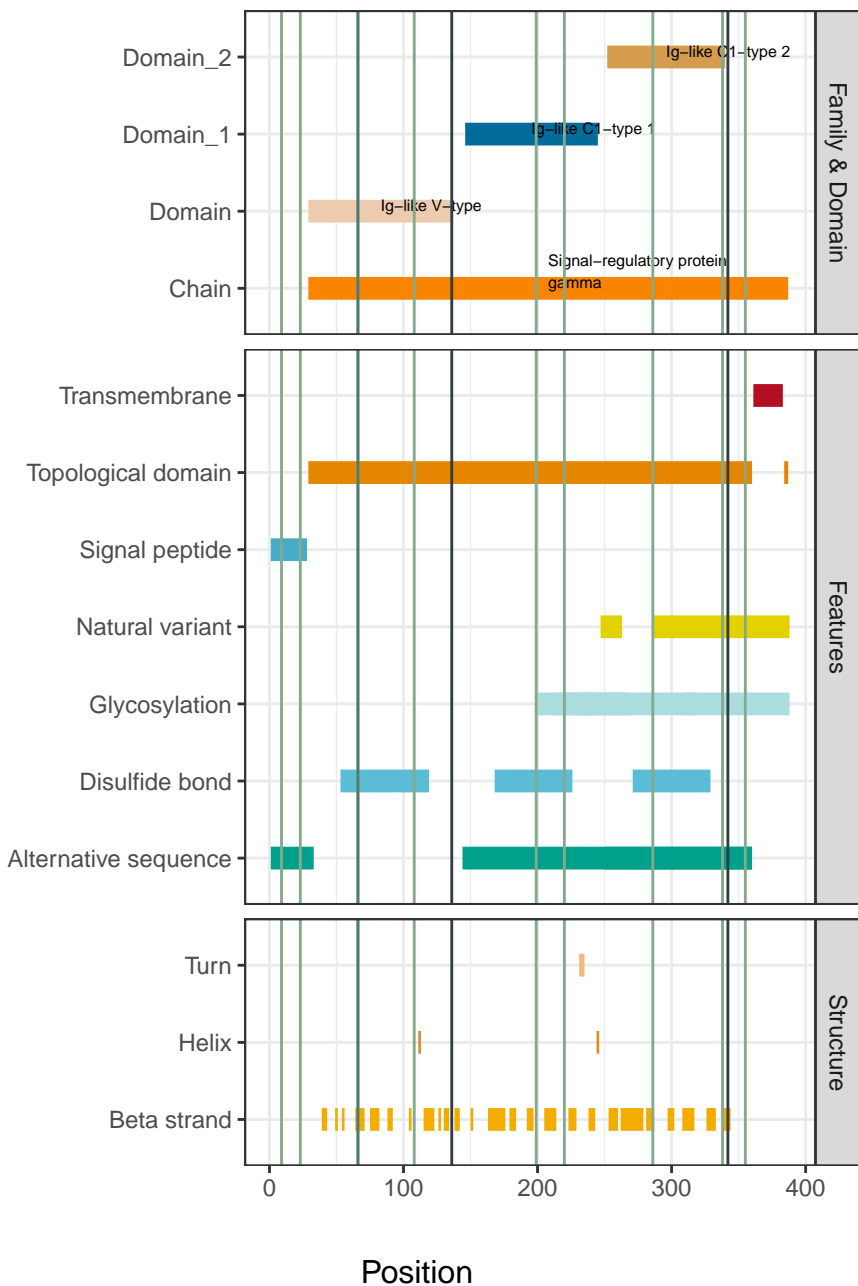 Domain_2
Ig−like C1−type 2
Domain_1
Ig−like C1−type 1
Domain
Ig−like V−type
Signal−regulatory protein
Chain
gamma
Family & Domain
Transmembrane
Topological domain
Signal peptide
Natural variant
Glycosylation
Disulfide bond
Alternative sequence
Features
Turn
Helix
Beta strand
Structure
0 100 200 300 400
Position